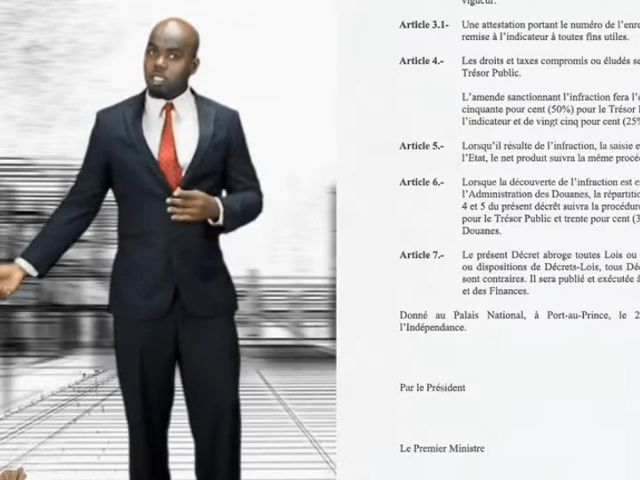 vigueur.
Article 3.1- Une attestation portant le numéro de l'enre
remise à l'indicateur à toutes fins utiles.
Article 4.- Les droits et taxes compromis ou éludés se
Trésor Public.
L'amende sanctionnant l'infraction fera l'o
cinquante pour cent (50%) pour le Trésor
l'indicateur et de vingt cinq pour cent (25%
Article 5.- Lorsqu'il résulte de l'infraction, la saisie e
l'Etat, le net produit suivra la même procéd
Article 6.- Lorsque la découverte de l'infraction est e
l'Administration des Douanes, la répartition
4 et 5 du présent décret suivra la procédure
pour le Trésor Public et trente pour cent (3
Douanes.
Article 7.- Le présent Décret abroge toutes Lois ou
ou dispositions de Décrets-Lois, tous Déc
sont contraires. Il sera publié et exécutée à
et des Finances.
Donné au Palais National, à Port-au-Prince, le 2
l'Indépendance.
Par le Président
Le Premier Ministre